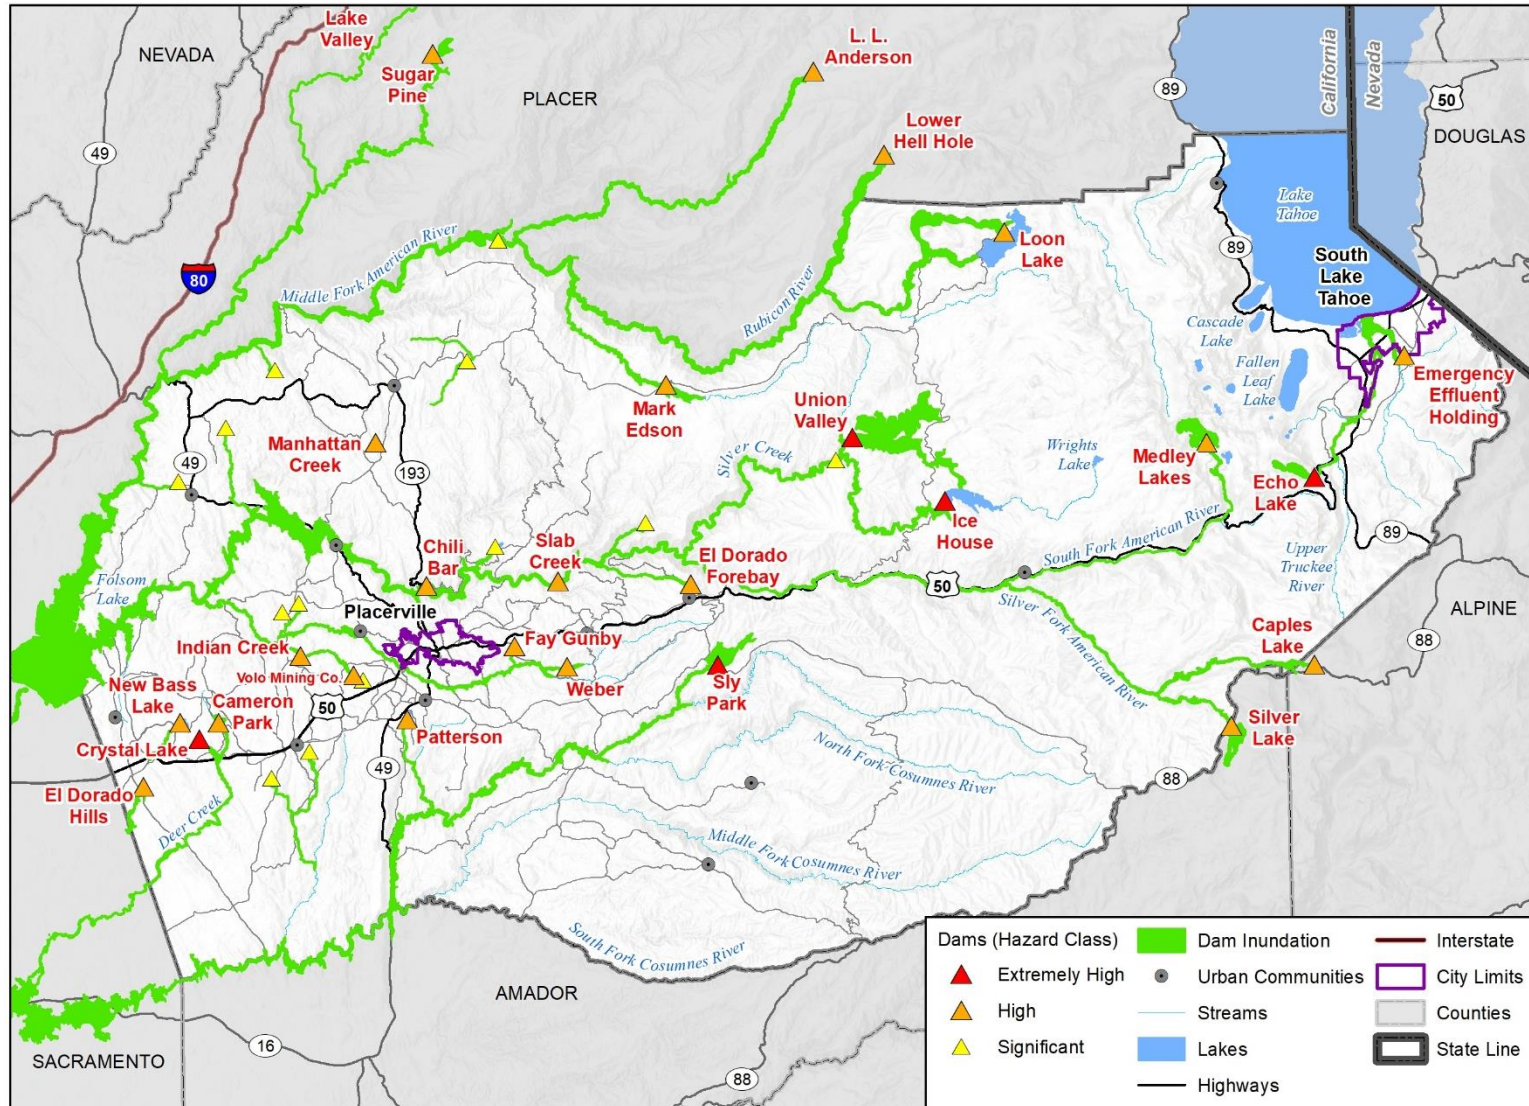 Lake
Valley
NEVADA
Sugar
Pine
PLACER
L. L.
Anderson
Lower
Hell Hole
89
California
Nevada
50
DOUGLAS
49
80
Middle Fork American River
Rubicon River
Loon
Lake
Lake
Tahoe
89
South
Lake
Tahoe
Cascade
Lake
Fallen
Leaf
Lake
Emergency
Effluent
Holding
Mark
Edson
Union
Valley
Manhattan
Creek
49
193
Silver Creek
Wrights
Lake
Medley
Lakes
Echo
Lake
Ice
House
South Fork American River
89
Upper
Truckee
River
Chili
Bar
Slab
Creek
El Dorado
Forebay
50
Folsom
Lake
Placerville
Silver Fork American River
ALPINE
88
Caples
Lake
Indian Creek
Volo Mining Co.
Fay Gunby
Weber
Sly
Park
New Bass
Lake
Cameron
Park
50
Crystal Lake
Patterson
Silver
Lake
49
El Dorado
Hills
Deer Creek
North Fork Cosumnes River
88
Middle Fork Cosumnes River
South Fork Cosumnes River
AMADOR
SACRAMENTO
16
88
Dams (Hazard Class)
Extremely High
High
Significant
Dam Inundation
Urban Communities
Streams
Lakes
Highways
Interstate
City Limits
Counties
State Line